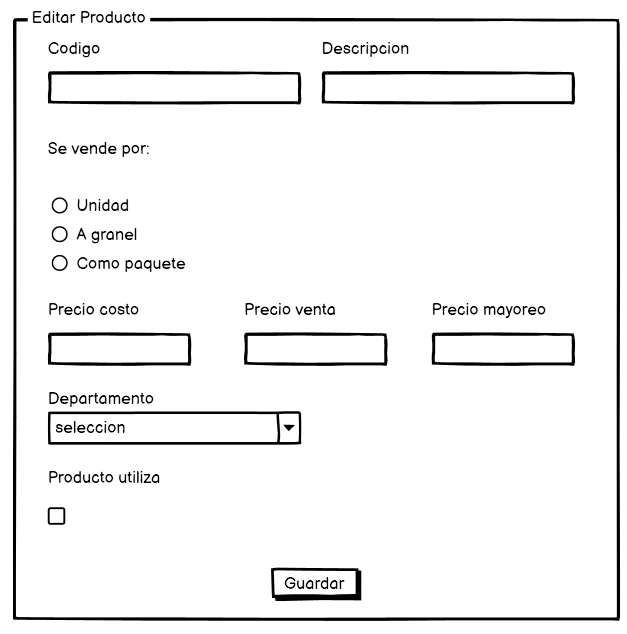 Editar Producto
Codigo
Descripcion
Se vende por:
Unidad
A granel
Como paquete
Precio costo
Precio venta
Precio mayoreo
Departamento
seleccion
Producto utiliza
Guardar